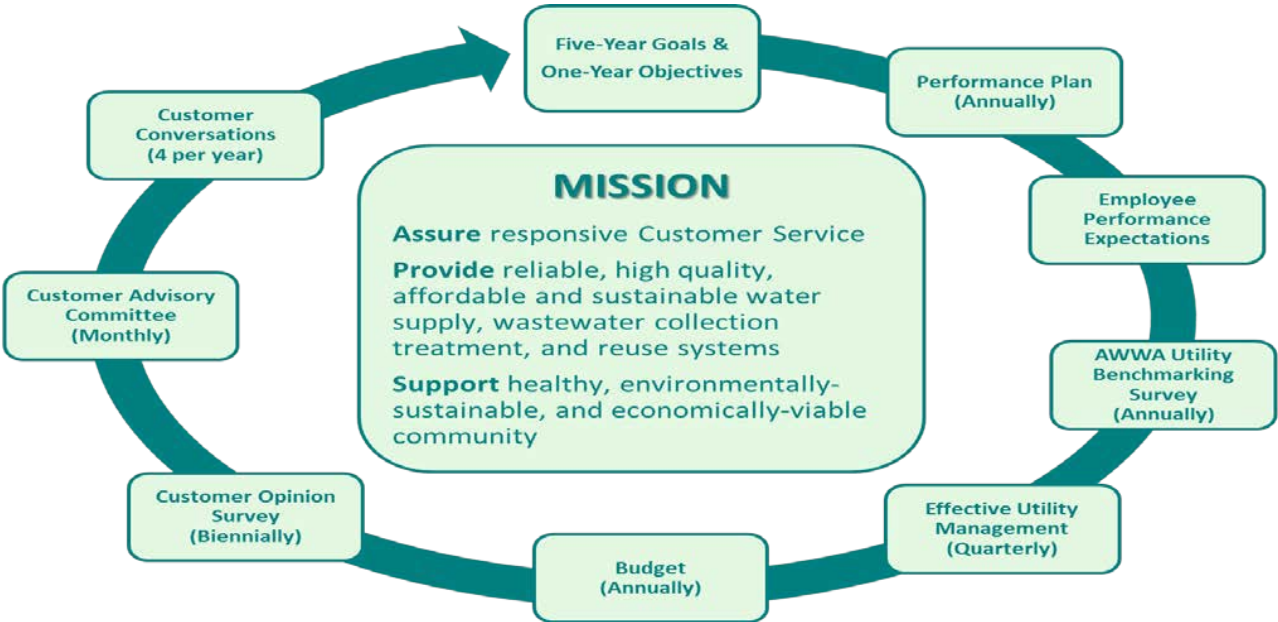 Five-Year Goals &
One-Year Objectives
Performance Plan
(Annually)
Employee
Performance
Expectations
AWWA Utility
Benchmarking
Survey
(Annually)
Effective Utility
Management
(Quarterly)
Budget
(Annually)
Customer Opinion
Survey
(Biennially)
Customer Advisory
Committee
(Monthly)
Customer
Conversations
(4 per year)
MISSION
Assure responsive Customer Service
Provide reliable, high quality,
affordable and sustainable water
supply, wastewater collection
treatment, and reuse systems
Support healthy, environmentally-
sustainable, and economically-viable
community